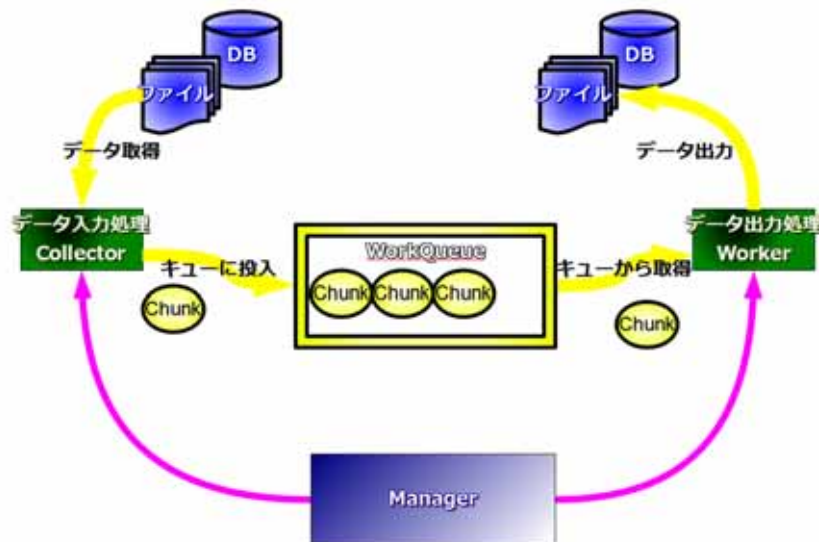 DB
ファイル
DB
ファイル
データ取得
データ出力
データ入力処理
Collector
データ出力処理
Worker
WorkQueue
キューに投入
キューから取得
Chunk
Chunk
Chunk
Chunk
Chunk
Manager